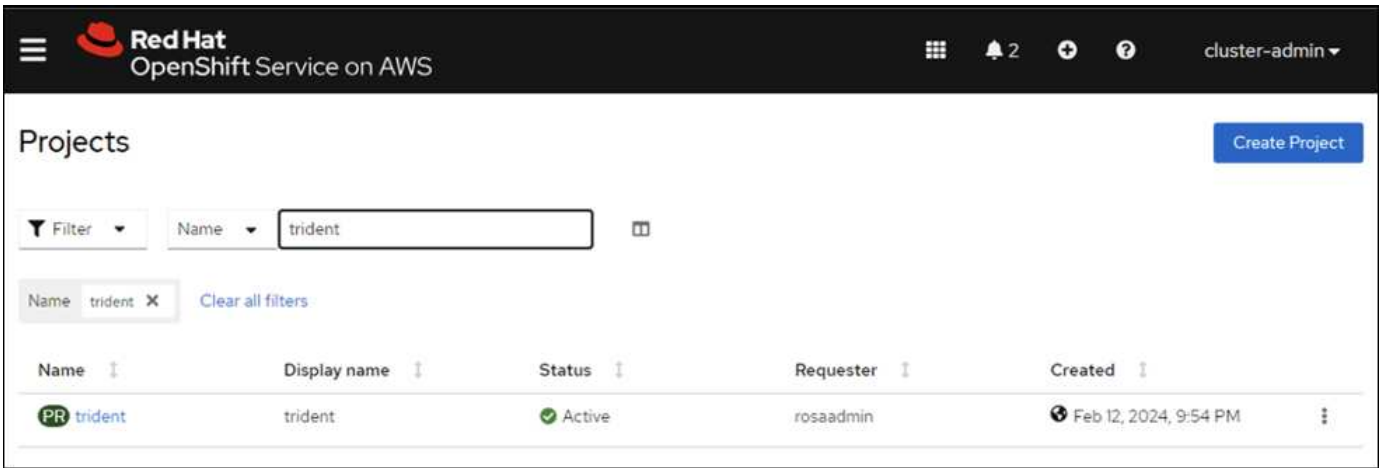 Red Hat
OpenShift Service on AWS
2
cluster-admin
Projects
Create Project
Filter
Name
trident
Name trident
Clear all filters
Name Display name Status Requester Created
PR trident trident Active rosaadmin Feb 12, 2024, 9:54 PM